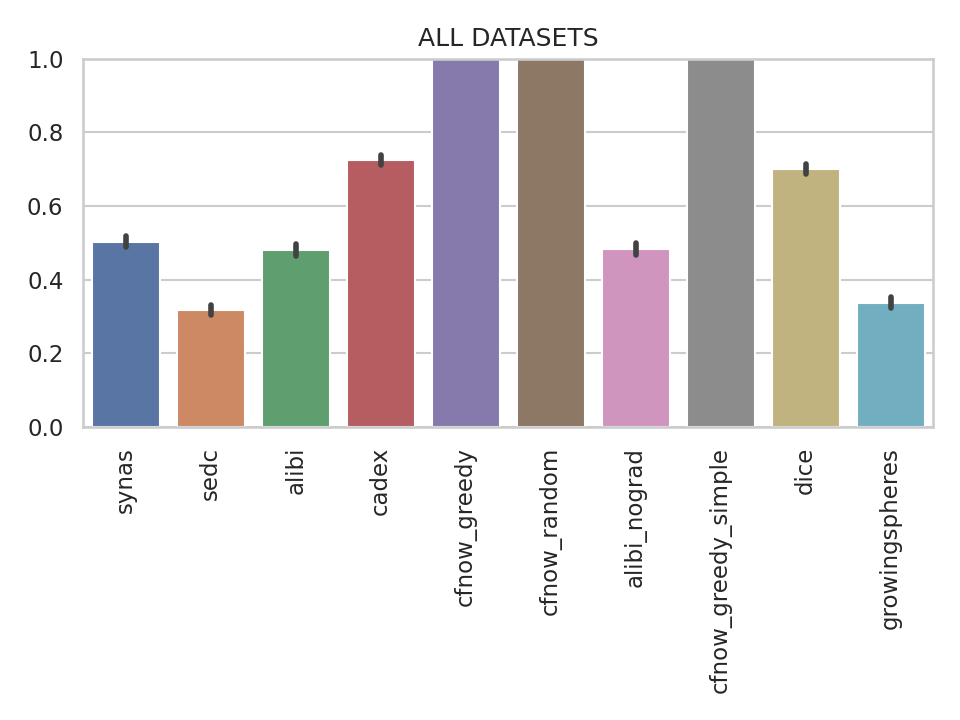 ALL DATASETS
1.0
0.8
0.6
0.4
0.2
0.0
synas
sedc
alibi
cadex
cfnow_greedy
cfnow_random
alibi_nograd
cfnow_greedy_simple
dice
growingspheres